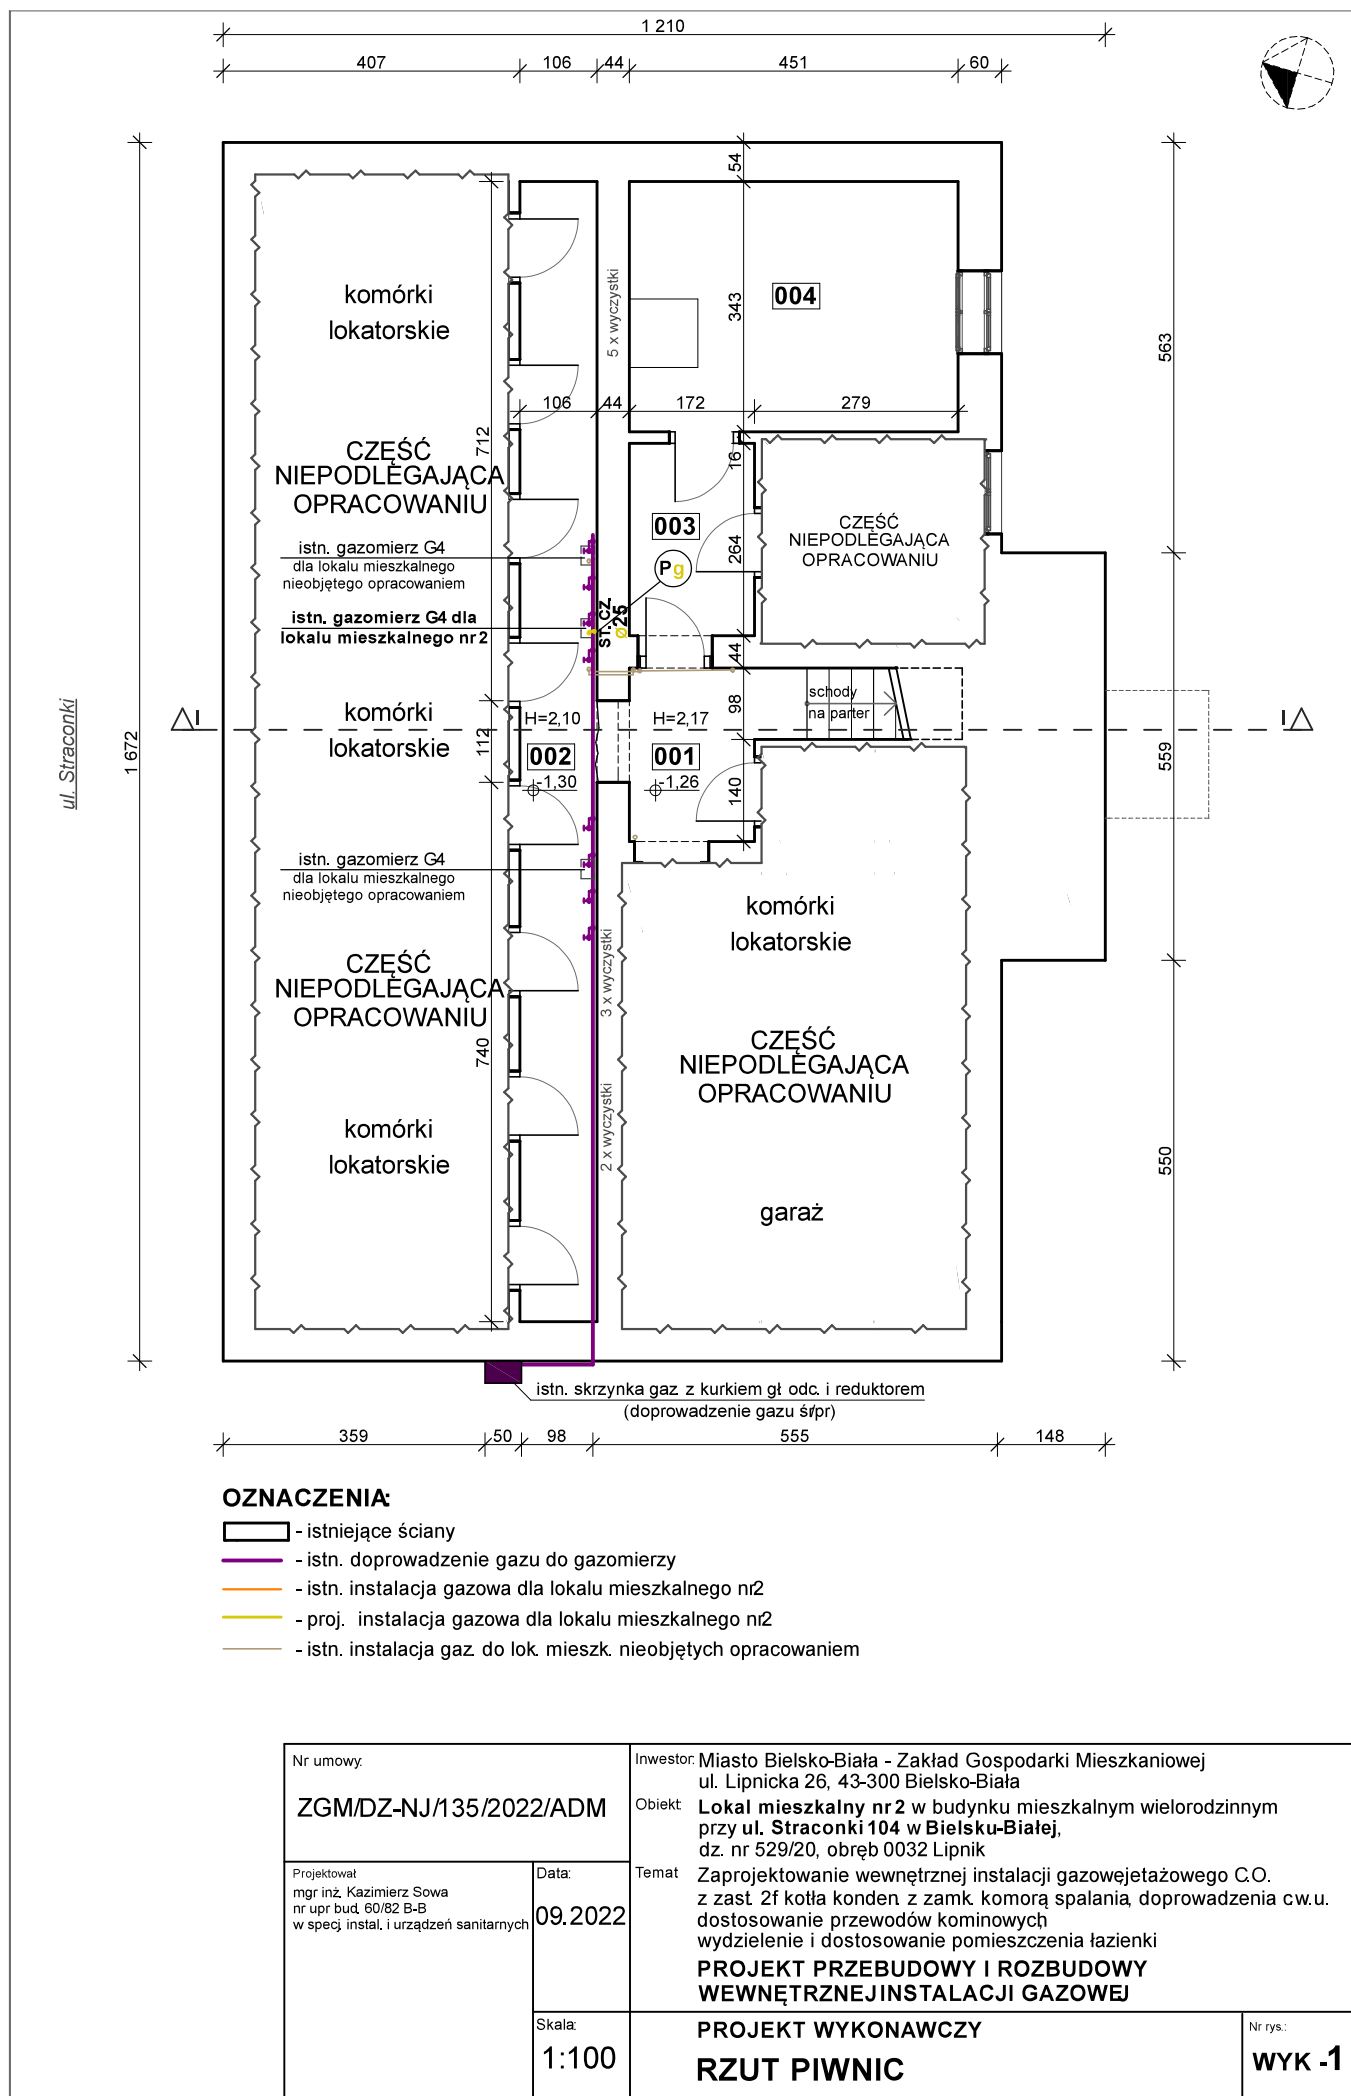 1 210
407 106 44 451 60
54
343
004
5 x wyczystki
komórki
lokatorskie
563
106 44 172 279
712
CZĘŚĆ
NIEPODLEGAJĄCA
OPRACOWANIU
16
003
264
CZĘŚĆ
NIEPODLEGAJĄCA
OPRACOWANIU
istn. gazomierz G4
dla lokalu mieszkalnego
nieobjętego opracowaniem
Pg
istn. gazomierz G4 dla
lokalu mieszkalnego nr 2
ST. CZ.
ø25
44
ul. Straconki
1 672
komórki
lokatorskie
98
schody
na parter
I
I
H=2,10
H=2,17
112
002
001
559
-1,30
-1,26
140
istn. gazomierz G4
dla lokalu mieszkalnego
nieobjętego opracowaniem
komórki
lokatorskie
3 x wyczystki
CZĘŚĆ
NIEPODLEGAJĄCA
OPRACOWANIU
740
CZĘŚĆ
NIEPODLEGAJĄCA
OPRACOWANIU
2 x wyczystki
komórki
lokatorskie
550
garaż
istn. skrzynka gaz. z kurkiem gł. odc. i reduktorem
(doprowadzenie gazu ś/pr)
359 50 98 555 148
OZNACZENIA:
- istniejące ściany
- istn. doprowadzenie gazu do gazomierzy
- istn. instalacja gazowa dla lokalu mieszkalnego nr2
- proj. instalacja gazowa dla lokalu mieszkalnego nr2
- istn. instalacja gaz. do lok. mieszk. nieobjętych opracowaniem
Nr umowy:
ZGM/DZ-NJ/135/2022/ADM
Inwestor: Miasto Bielsko-Biała - Zakład Gospodarki Mieszkaniowej
ul. Lipnicka 26, 43-300 Bielsko-Biała
Obiekt: Lokal mieszkalny nr 2 w budynku mieszkalnym wielorodzinnym
przy ul. Straconki 104 w Bielsku-Białej,
dz. nr 529/20, obręb 0032 Lipnik
Projektował
mgr inż. Kazimierz Sowa
nr upr bud. 60/82 B-B
w specj. instal. i urządzeń sanitarnych
Data:
09.2022
Temat Zaprojektowanie wewnętrznej instalacji gazowej,etażowego C.O.
z zast. 2f kotła konden. z zamk. komorą spalania, doprowadzenia c.w.u.
dostosowanie przewodów kominowych,
wydzielenie i dostosowanie pomieszczenia łazienki
PROJEKT PRZEBUDOWY I ROZBUDOWY
WEWNĘTRZNEJ INSTALACJI GAZOWEJ
Skala:
1:100
PROJEKT WYKONAWCZY
RZUT PIWNIC
Nr rys.:
WYK -1